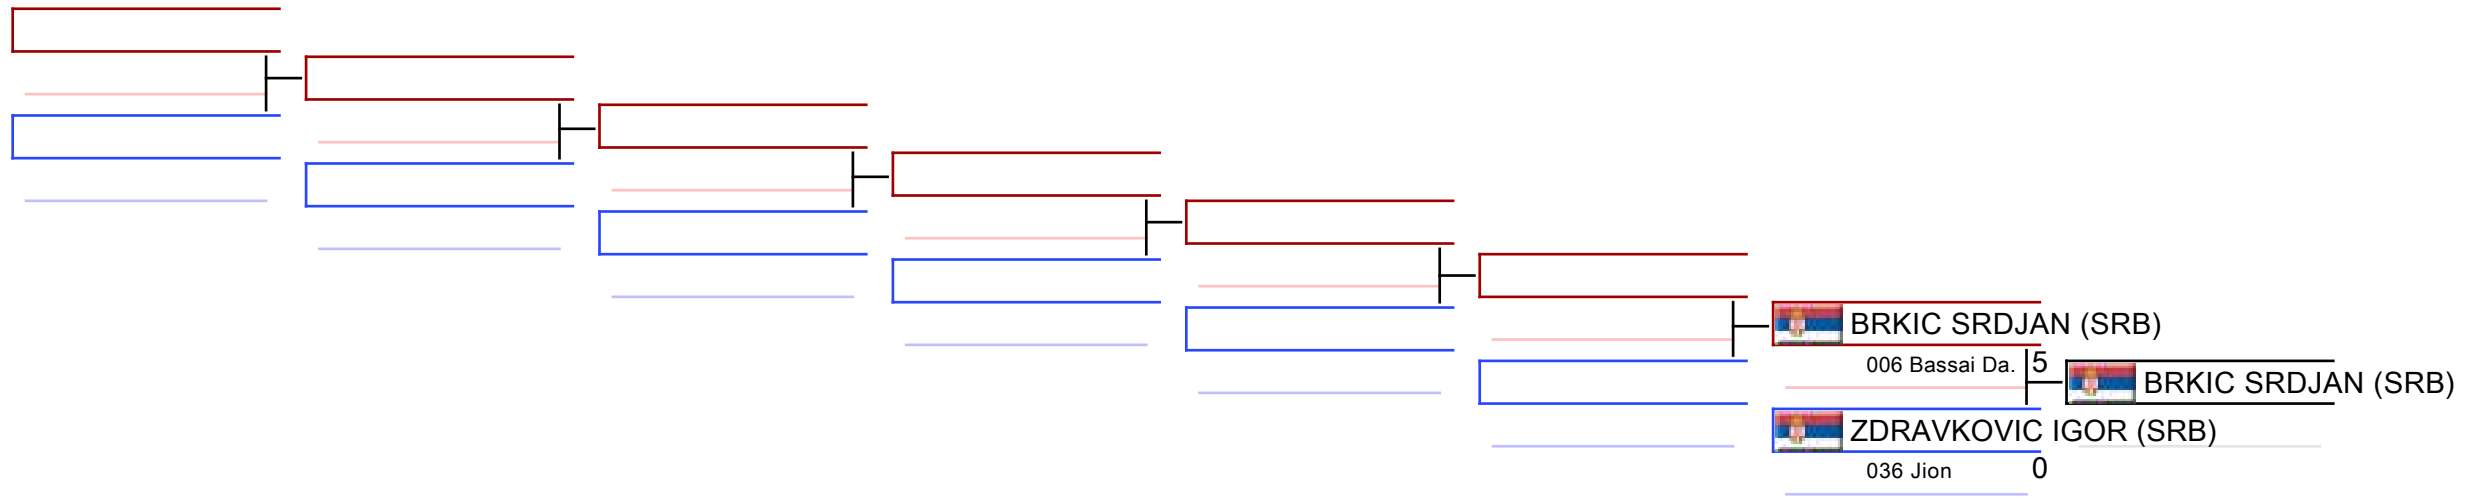 BRKIC SRDJAN (SRB)
006 Bassai Da. 5
BRKIC SRDJAN (SRB)
ZDRAVKOVIC IGOR (SRB)
036 Jion 0